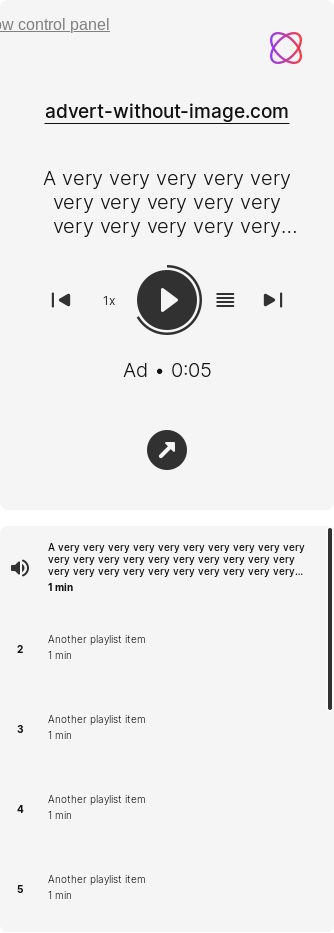 ow control panel
advert-without-image.com
A very very very very very
very very very very very
very very very very very...
1x
Ad • 0:05
A very very very very very very very very very very
very very very very very very very very very very
very very very very very very very very very very...
1 min
2
Another playlist item
1 min
3
Another playlist item
1 min
4
Another playlist item
1 min
5
Another playlist item
1 min